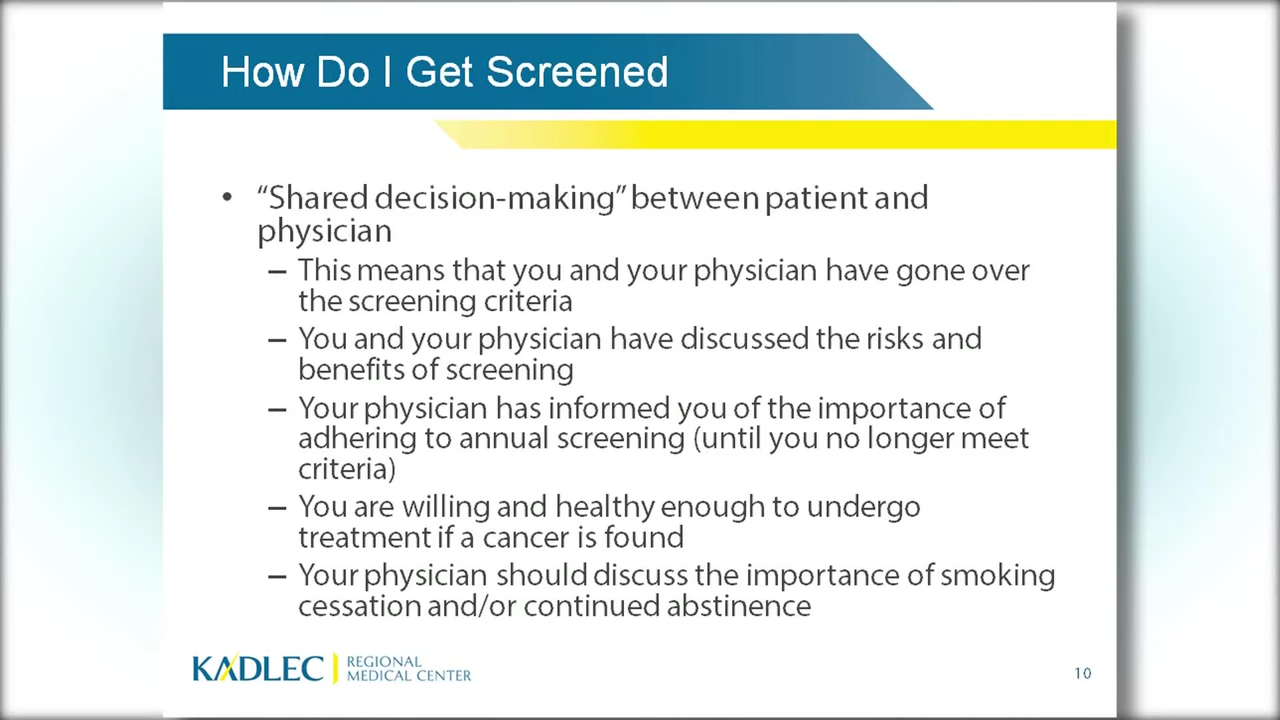 How Do I Get Screened
• “Shared decision-making” between patient and
physician
– This means that you and your physician have gone over
the screening criteria
– You and your physician have discussed the risks and
benefits of screening
– Your physician has informed you of the importance of
adhering to annual screening (until you no longer meet
criteria)
– You are willing and healthy enough to undergo
treatment if a cancer is found
– Your physician should discuss the importance of smoking
cessation and/or continued abstinence
KADLEC
REGIONAL
MEDICAL CENTER
10